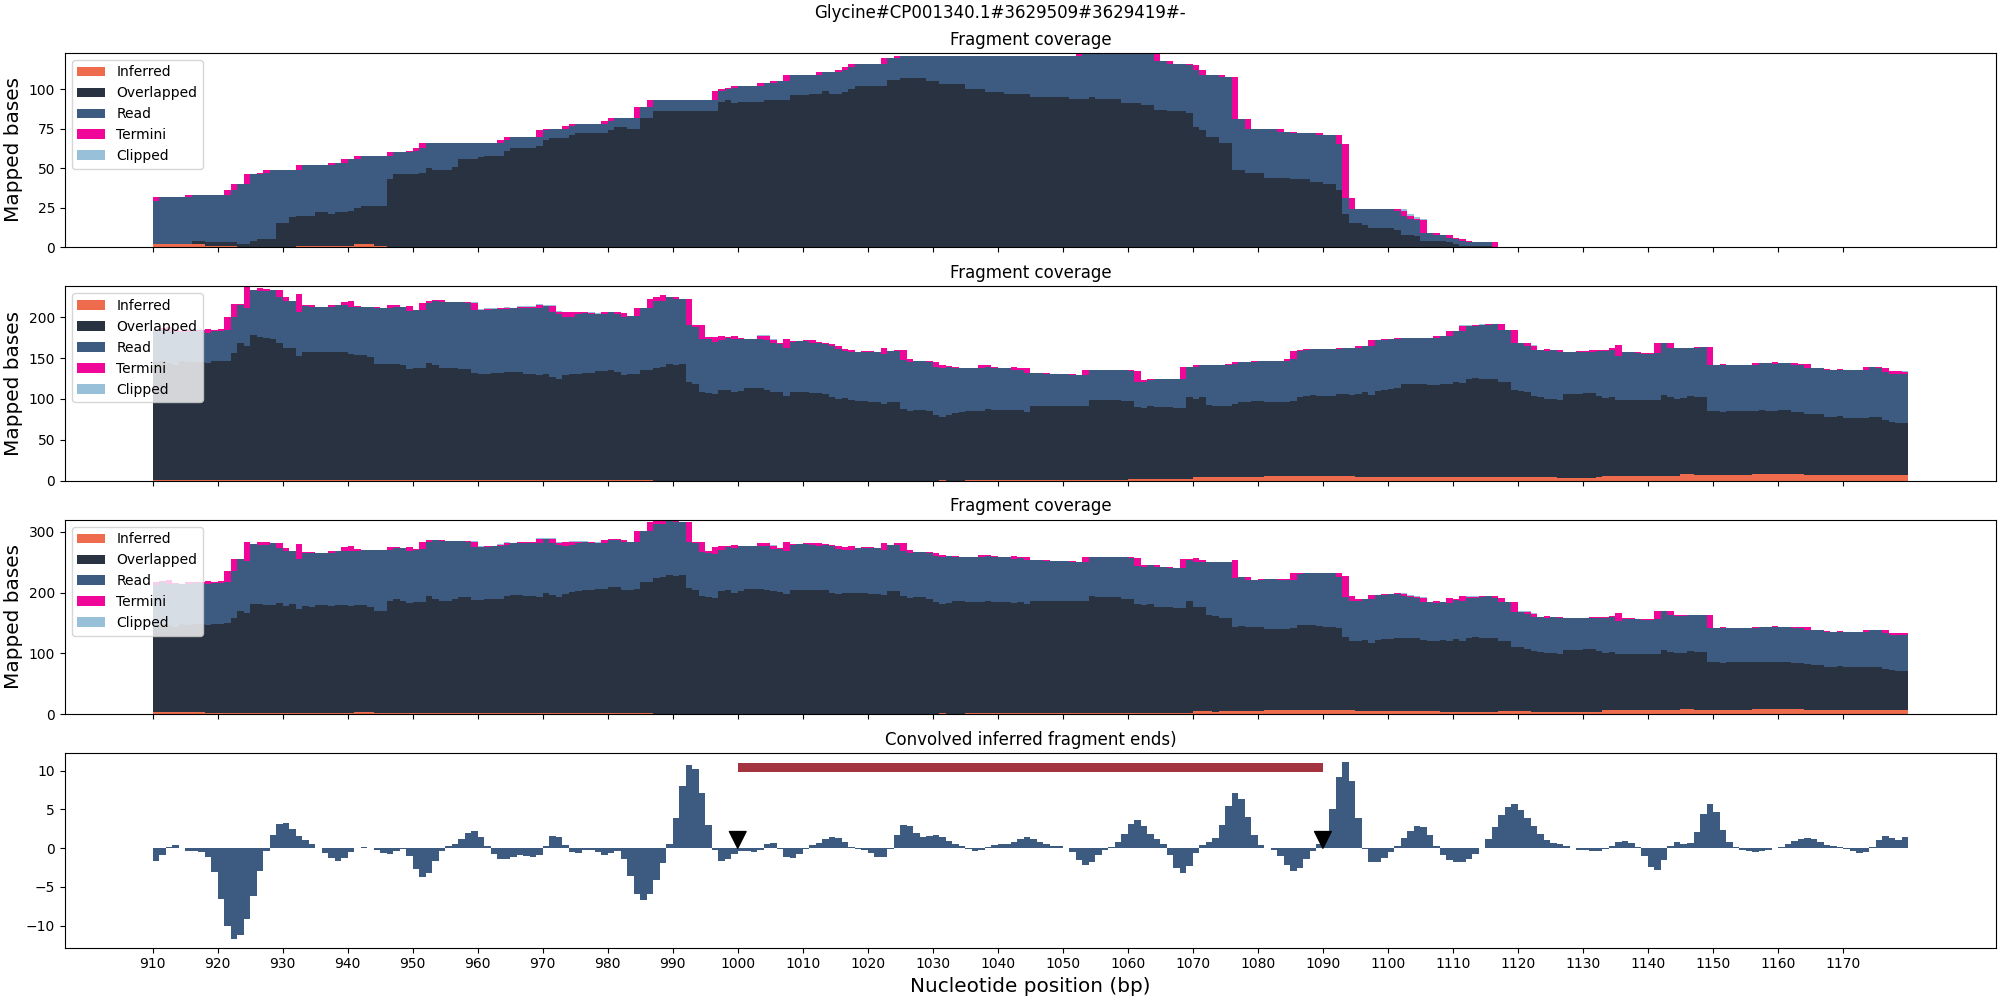 Glycine#CP001340.1#3629509#3629419#-
Fragment coverage
Mapped bases
100
75
50
25
0
Inferred
Overlapped
Read
Termini
Clipped
Fragment coverage
Mapped bases
200
150
100
50
0
Inferred
Overlapped
Read
Termini
Clipped
Fragment coverage
Mapped bases
300
200
100
0
Inferred
Overlapped
Read
Termini
Clipped
Convolved inferred fragment ends)
10
5
0
−5
−10
910 920 930 940 950 960 970 980 990 1000 1010 1020 1030 1040 1050 1060 1070 1080 1090 1100 1110 1120 1130 1140 1150 1160 1170
Nucleotide position (bp)